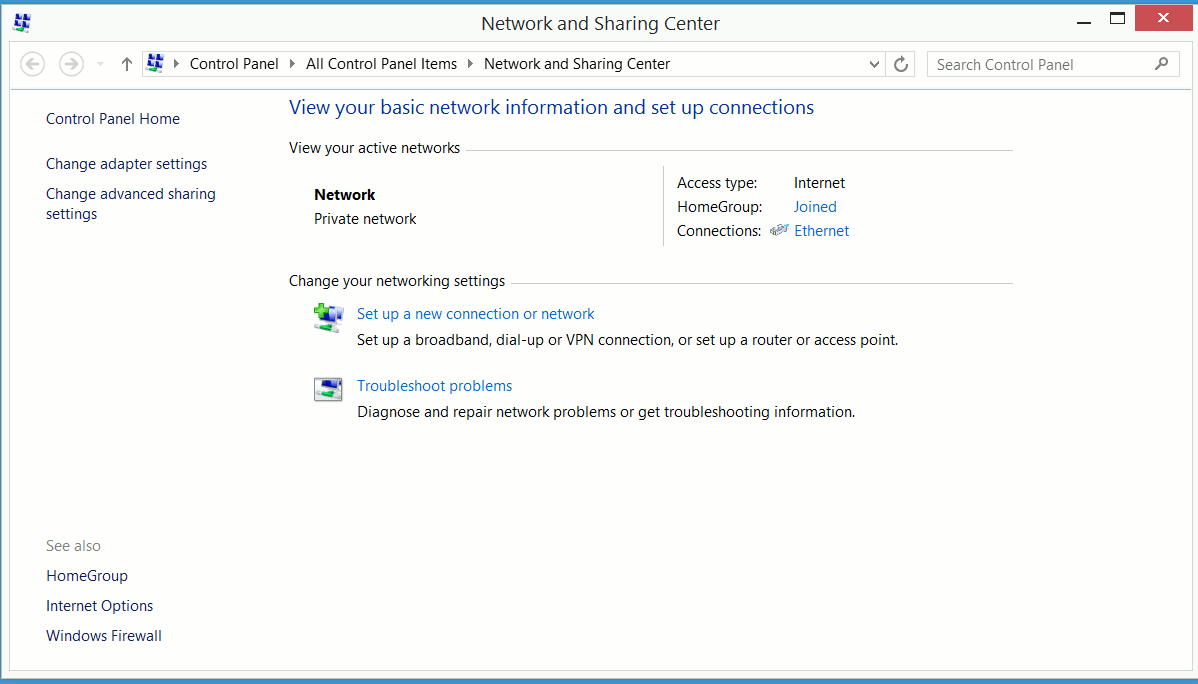 Network and Sharing Center
Control Panel All Control Panel Items Network and Sharing Center
Search Control Panel
Control Panel Home
Change adapter settings
Change advanced sharing
settings
See also
HomeGroup
Internet Options
Windows Firewall
View your basic network information and set up connections
View your active networks
Network
Private network
Access type: Internet
HomeGroup: Joined
Connections: Ethernet
Change your networking settings
Set up a new connection or network
Set up a broadband, dial-up or VPN connection, or set up a router or access point.
Troubleshoot problems
Diagnose and repair network problems or get troubleshooting information.